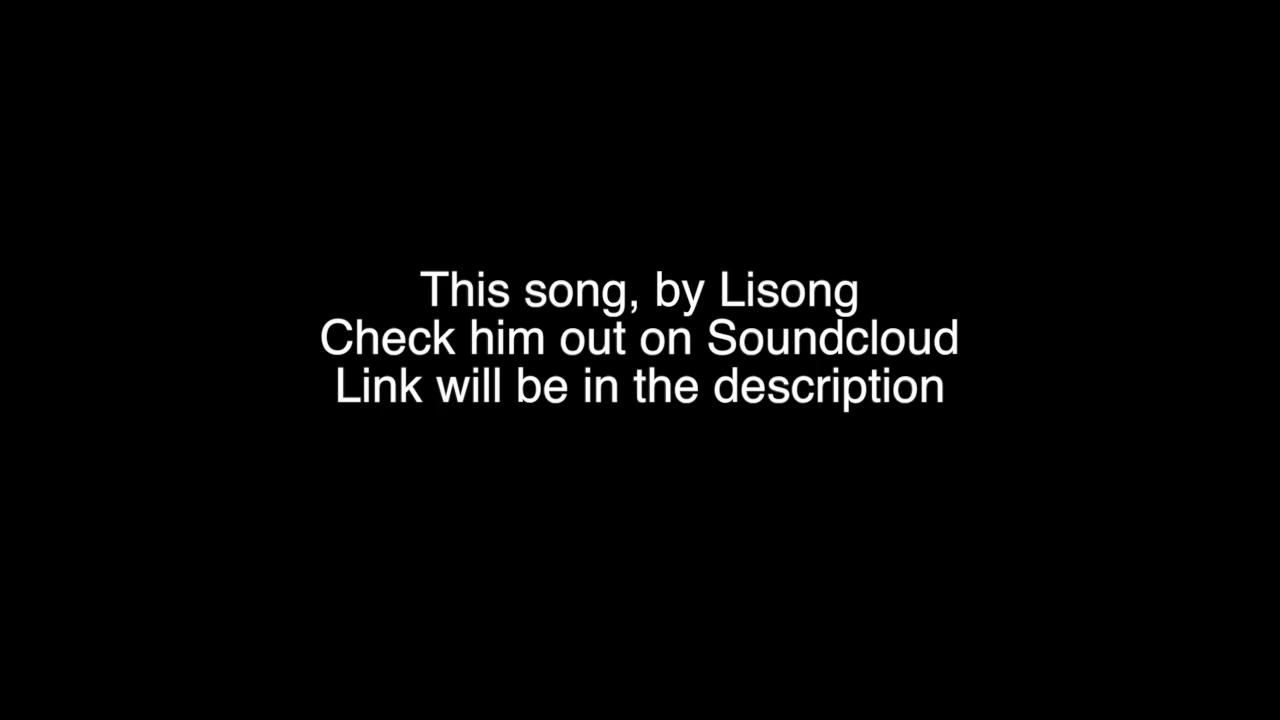 This song, by Lisong
Check him out on Soundcloud
Link will be in the description